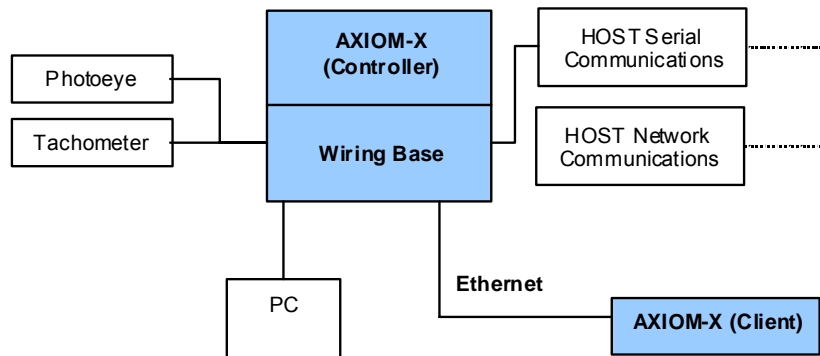 AXIOM-X
(Controller)
HOST Serial
Communications
Photoeye
Tachometer
Wiring Base
HOST Network
Communications
PC
Ethernet
AXIOM-X (Client)